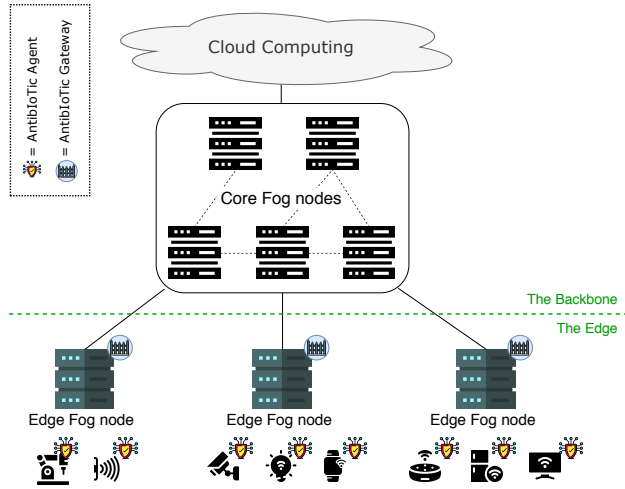 Cloud Computing
= AntibIoTic Agent
= AntibIoTic Gateway
Core Fog nodes
The Backbone
The Edge
Edge Fog node
Edge Fog node
Edge Fog node